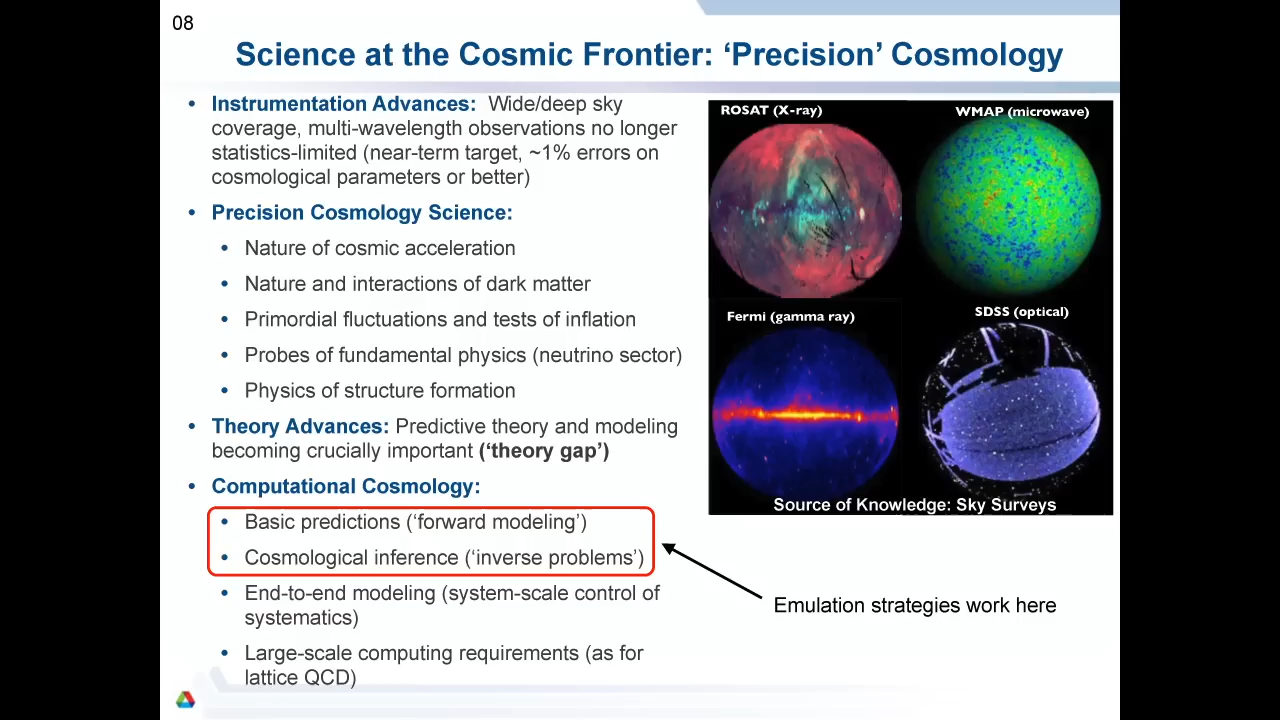 08
Science at the Cosmic Frontier: ‘Precision’ Cosmology
• Instrumentation Advances: Wide/deep sky
coverage, multi-wavelength observations no longer
statistics-limited (near-term target, ~1% errors on
cosmological parameters or better)
• Precision Cosmology Science:
• Nature of cosmic acceleration
• Nature and interactions of dark matter
• Primordial fluctuations and tests of inflation
• Probes of fundamental physics (neutrino sector)
• Physics of structure formation
• Theory Advances: Predictive theory and modeling
becoming crucially important (‘theory gap’)
• Computational Cosmology:
• Basic predictions (‘forward modeling’)
• Cosmological inference (‘inverse problems’)
• End-to-end modeling (system-scale control of
systematics)
• Large-scale computing requirements (as for
lattice QCD)
ROSAT (X-ray)
WMAP (microwave)
Fermi (gamma ray)
SDSS (optical)
Source of Knowledge: Sky Surveys
Emulation strategies work here